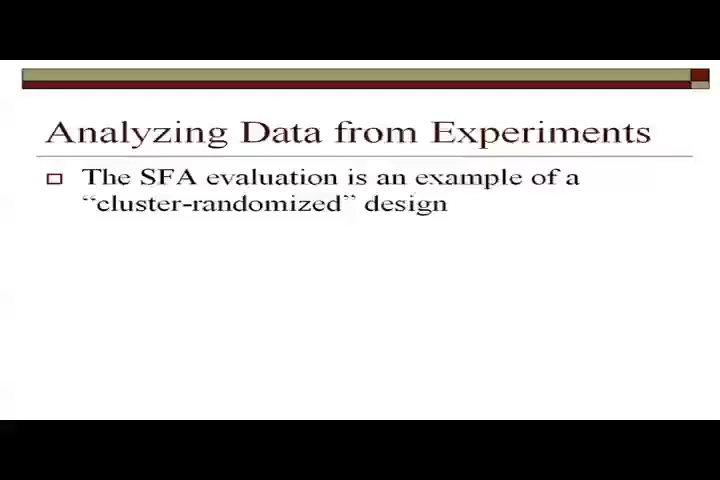 Analyzing Data from Experiments
The SFA evaluation is an example of a
“cluster-randomized” design